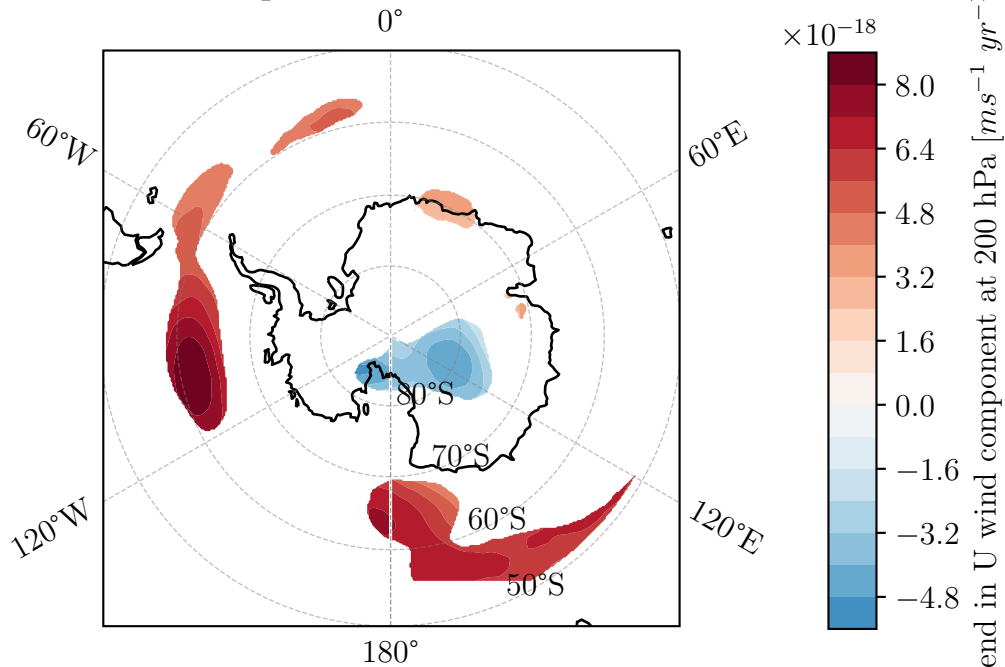 0°
60°W
60°E
120°W
120°E
180°
80°S
70°S
60°S
50°S
×10⁻¹⁸
8.0
6.4
4.8
3.2
1.6
0.0
−1.6
−3.2
−4.8
end in U wind component at 200 hPa [ms⁻¹ yr⁻